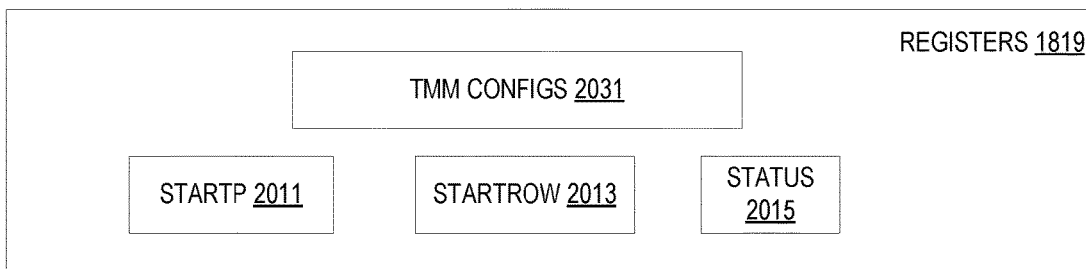 REGISTERS 1819
TMM CONFIGS 2031
STARTP 2011
STARTROW 2013
STATUS
2015